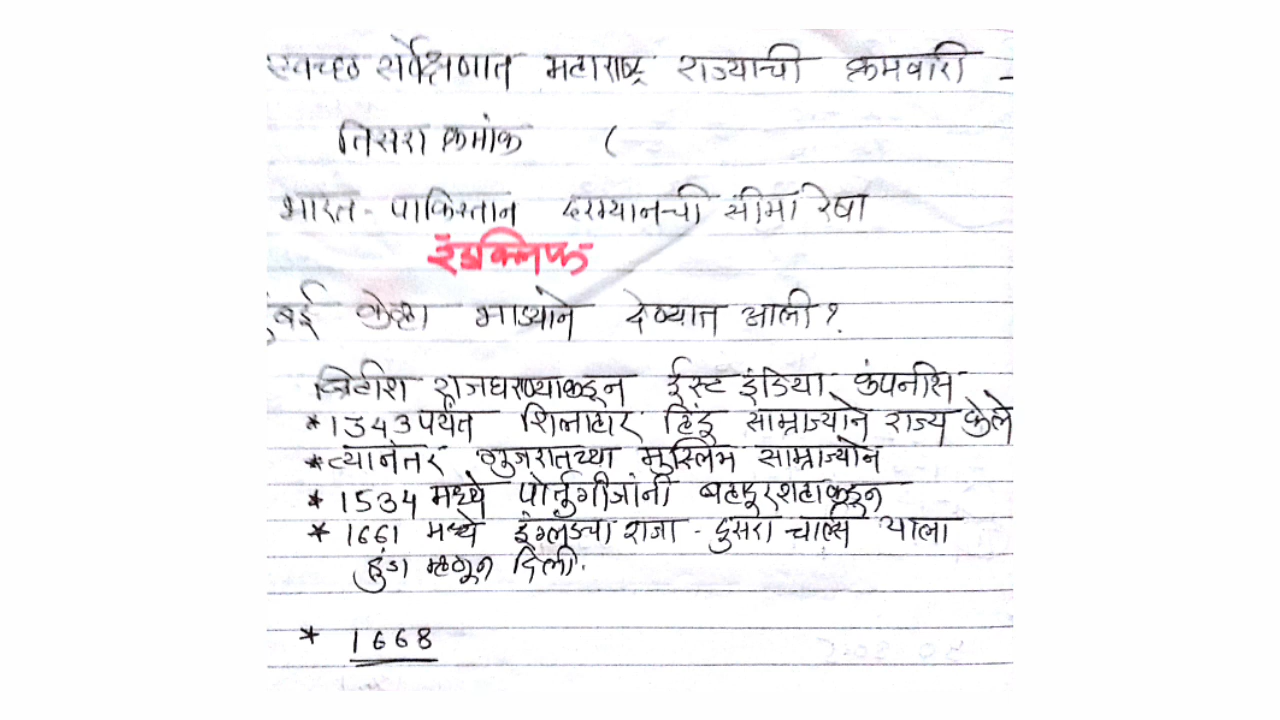 स्वच्छ सर्वेक्षणात महाराष्ट्र राज्याची क्रमवारी -
तिसरा क्रमांक (
भारत - पाकिस्तान दरम्यानची सीमा रेषा
रॅडक्लिफ
मुंबई केव्हा भाड्याने देण्यात आली?
ब्रिटीश राजघराण्याकडून ईस्ट इंडिया कंपनीस
* 1343 पर्यंत शिलाहार हिंदू साम्राज्याने राज्य केले
* त्यानंतर गुजरातच्या मुस्लिम साम्राज्याने
* 1534 मध्ये पोर्तुगीजांनी बहादूरशहाकडून
* 1661 मध्ये इंग्लंडचा राजा - दुसरा चार्ल्स याला
हुंडा म्हणून दिली.
* 1668